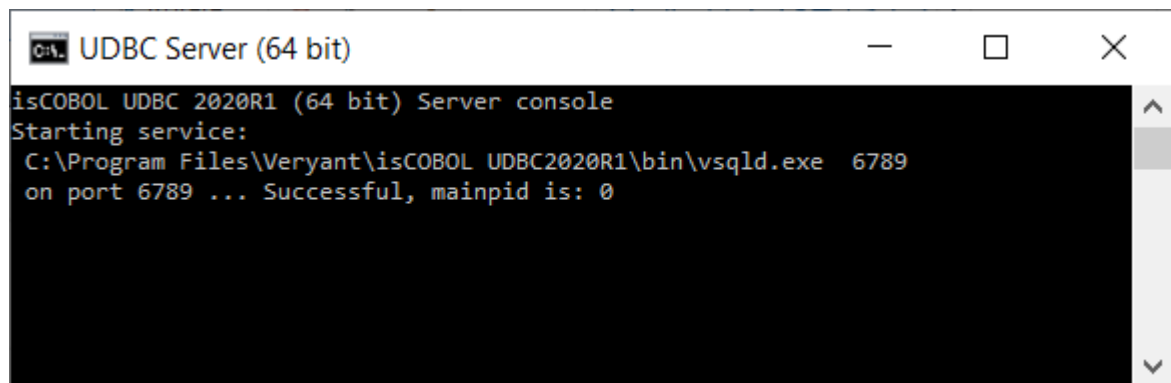 UDBC Server (64 bit)
isCOBOL UDBC 2020R1 (64 bit) Server console
Starting service:
C:\Program Files\Veryant\isCOBOL UDBC2020R1\bin\vsqld.exe  6789
on port 6789 ... Successful, mainpid is: 0